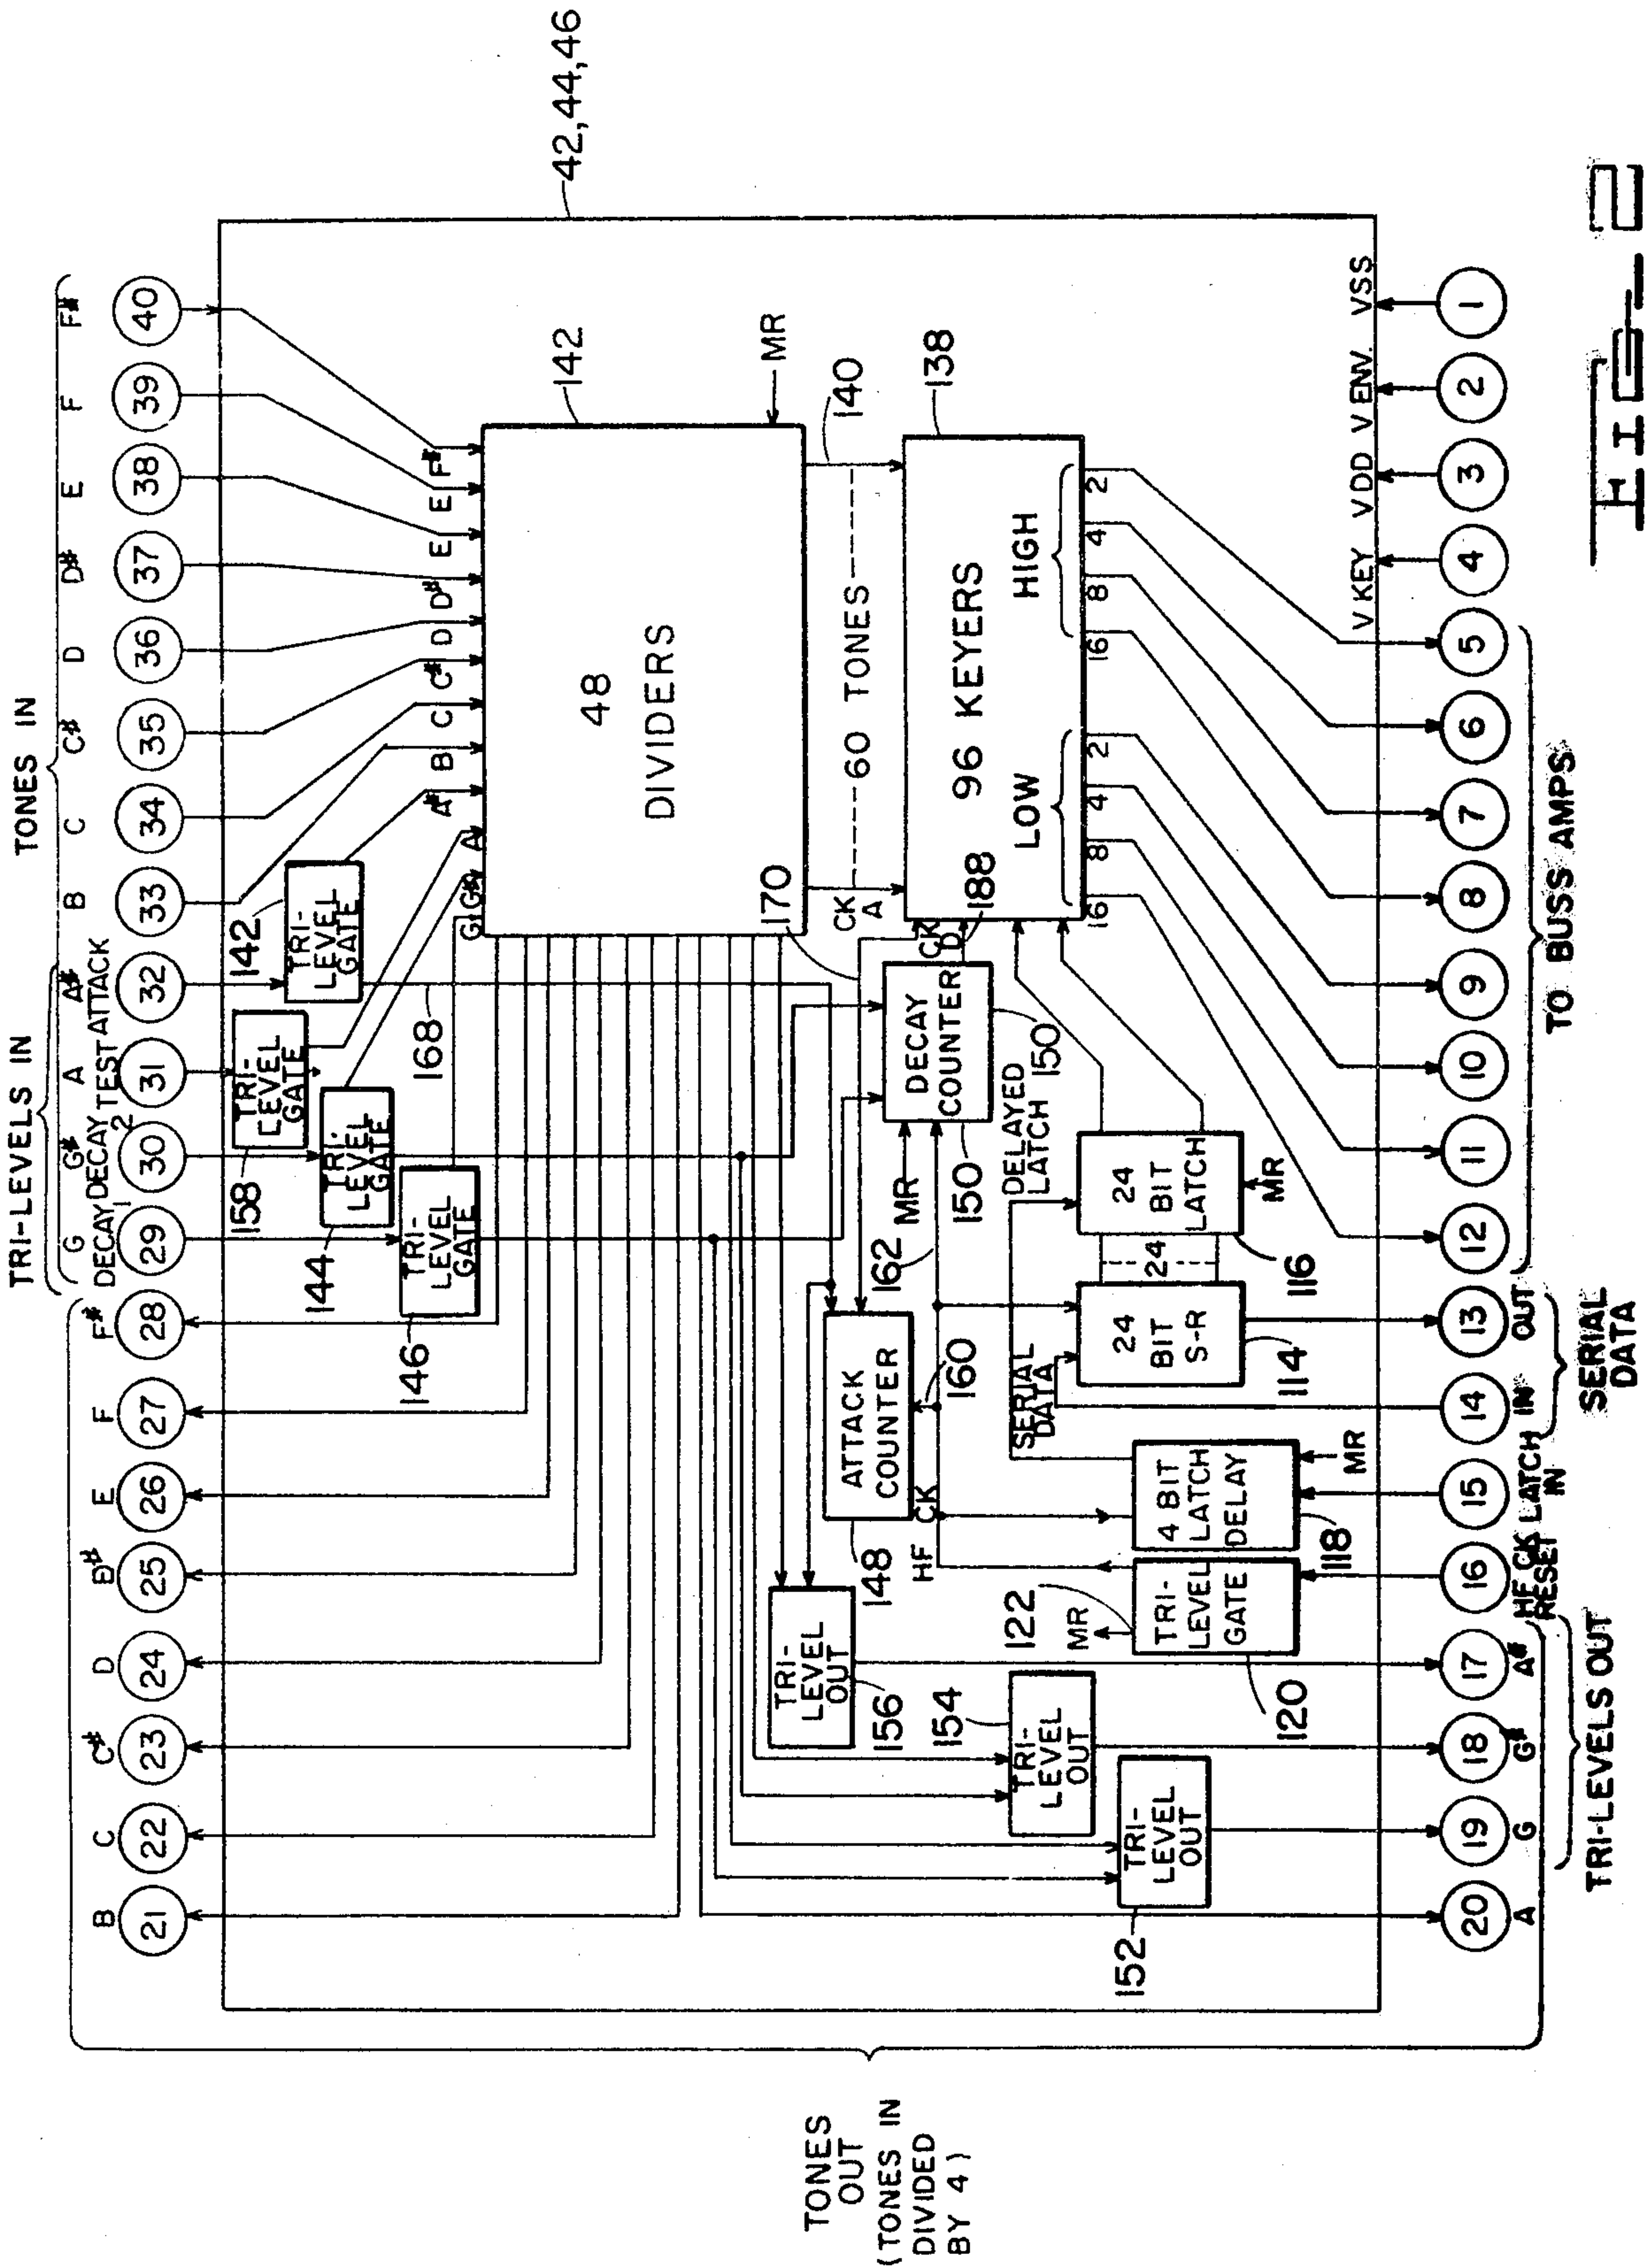 TONES IN
TRI-LEVELS IN
F# F E D# D C# C B A# A G# G
ATTACK
TEST
DECAY 2
DECAY 1
F# F E D# D C# C B
40 39 38 37 36 35 34 33 32 31 30 29 28 27 26 25 24 23 22 21
42,44,46
142
TRI-
LEVEL
GATE
158
TRI-
LEVEL
GATE
144
TRI-
LEVEL
GATE
146
TRI-
LEVEL
GATE
168
F# E E D# D C# C B A# A G# G
142
48
DIVIDERS
MR
140
60 TONES
170
CK
A
138
96 KEYERS
HIGH
LOW
2 4 8 16
2 4 8 16
CK
D
188
DECAY
COUNTER
150
150
MR
162
DELAYED
LATCH
ATTACK
COUNTER
148
160
HF CK
SERIAL
DATA
24
BIT
LATCH
MR
116
24
24
BIT
S-R
114
4 BIT
LATCH
DELAY
MR
118
TRI-
LEVEL
GATE
120
122
MR
TRI-
LEVEL
OUT
156
TRI-
LEVEL
OUT
154
TRI-
LEVEL
OUT
152
VSS
V ENV.
VDD
V KEY
1 2 3 4 5 6 7 8 9 10 11 12 13 14 15 16 17 18 19 20
TO BUSS AMPS
OUT
IN
SERIAL
DATA
LATCH
IN
HF CK
RESET
A# G# G A
TRI-LEVELS OUT
TONES
OUT
(TONES IN
DIVIDED
BY 4)
FIG-2